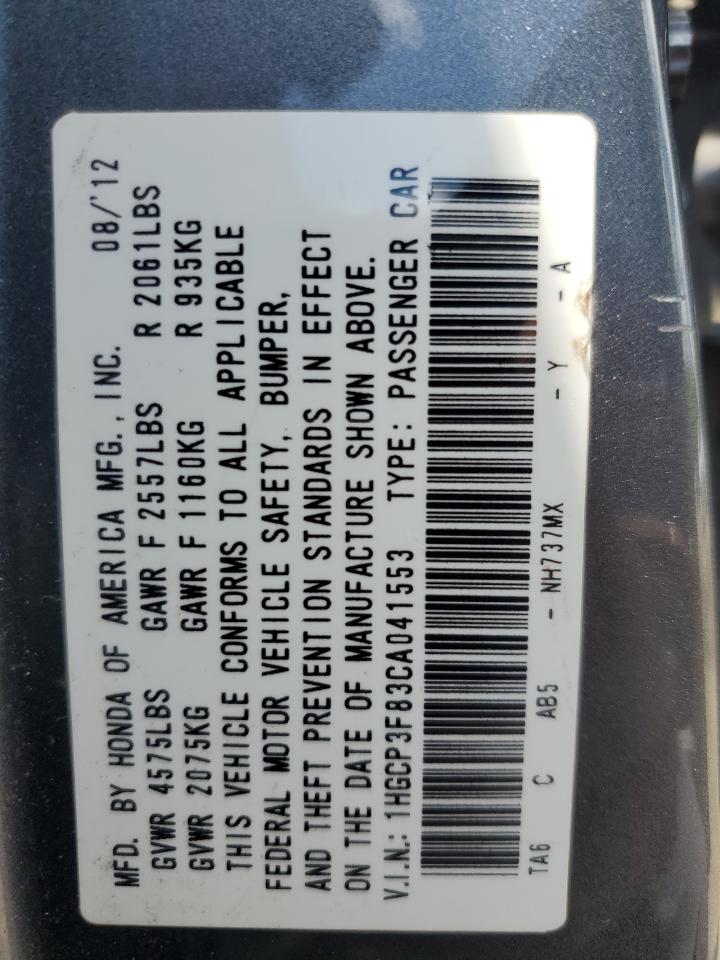 MFD. BY HONDA OF AMERICA MFG., INC. 08/'12
GVWR 4575LBS GAWR F 2557LBS R 2061LBS
GVWR 2075KG GAWR F 1160KG R 935KG
THIS VEHICLE CONFORMS TO ALL APPLICABLE
FEDERAL MOTOR VEHICLE SAFETY, BUMPER,
AND THEFT PREVENTION STANDARDS IN EFFECT
ON THE DATE OF MANUFACTURE SHOWN ABOVE.
V.I.N.: 1HGCP3F83CA041553 TYPE: PASSENGER CAR
TA6 C AB5 - NH737MX - Y - A